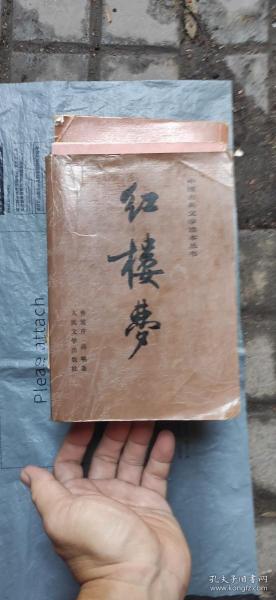 中国古典文学读本丛书
红楼梦
曹雪芹 高鹗著
人民文学出版社
Please attach
孔夫子旧书网